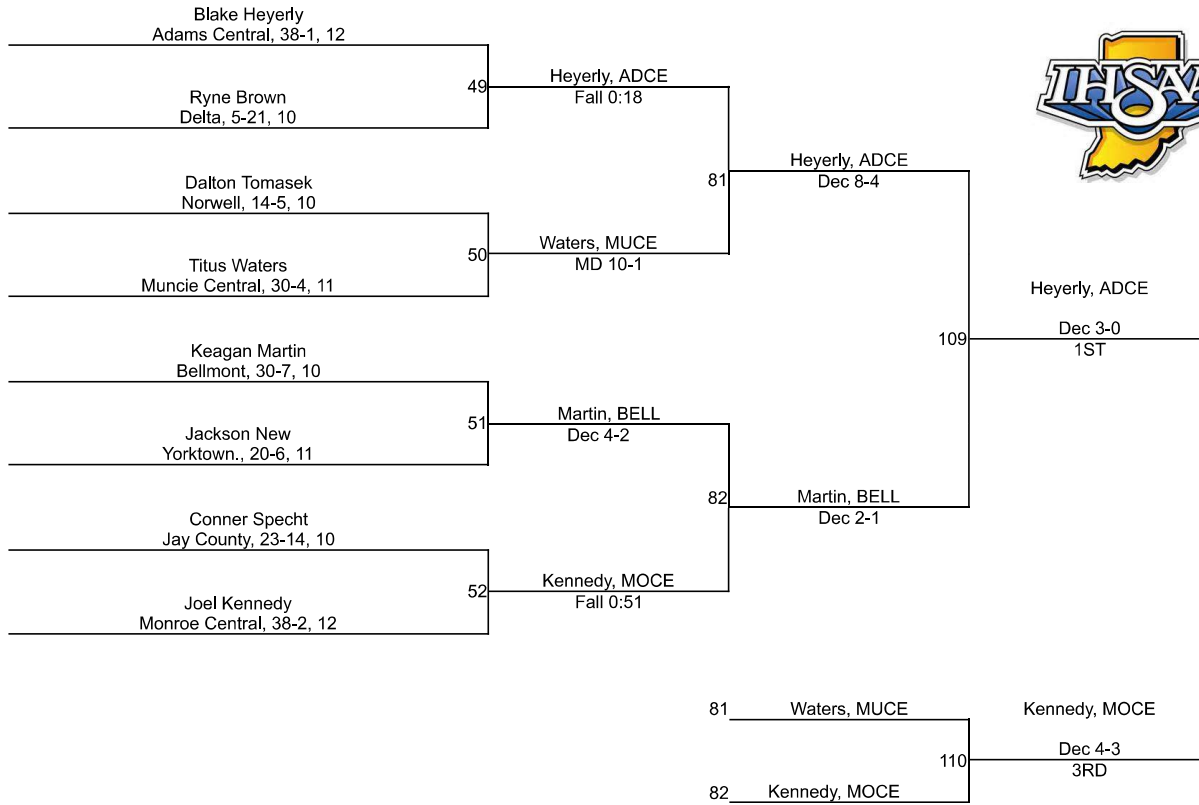 Blake Heyerly
Adams Central, 38-1, 12
Ryne Brown
Delta, 5-21, 10
Dalton Tomasek
Norwell, 14-5, 10
Titus Waters
Muncie Central, 30-4, 11
Keagan Martin
Bellmont, 30-7, 10
Jackson New
Yorktown., 20-6, 11
Conner Specht
Jay County, 23-14, 10
Joel Kennedy
Monroe Central, 38-2, 12
49
Heyerly, ADCE
Fall 0:18
50
Waters, MUCE
MD 10-1
51
Martin, BELL
Dec 4-2
52
Kennedy, MOCE
Fall 0:51
81
Heyerly, ADCE
Dec 8-4
82
Martin, BELL
Dec 2-1
109
Heyerly, ADCE
Dec 3-0
1ST
IHSAA
81
Waters, MUCE
82
Kennedy, MOCE
110
Kennedy, MOCE
Dec 4-3
3RD